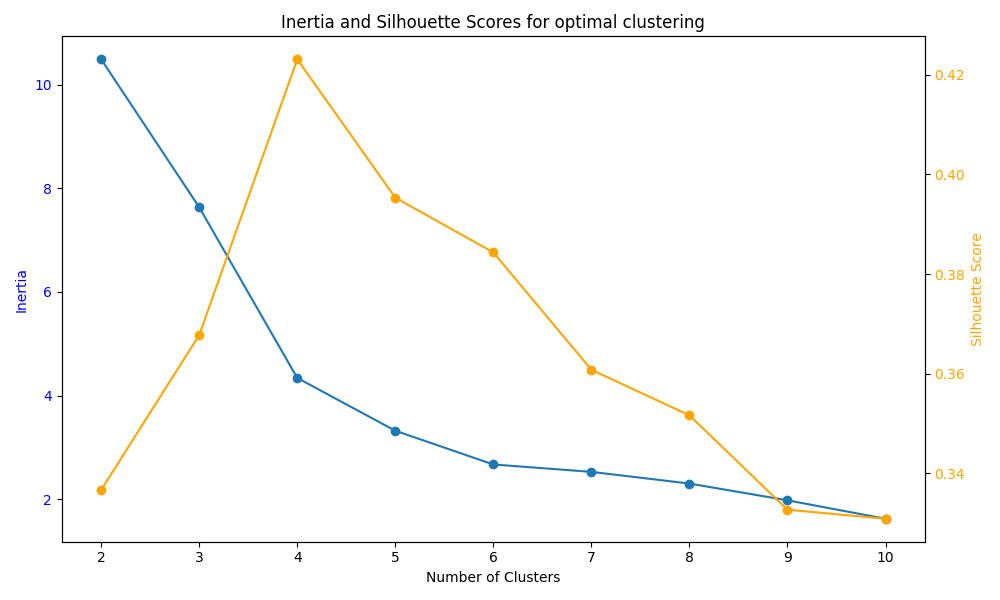 Inertia and Silhouette Scores for optimal clustering
10
8
6
4
2
Inertia
0.42
0.40
0.38
0.36
0.34
Silhouette Score
2 3 4 5 6 7 8 9 10
Number of Clusters